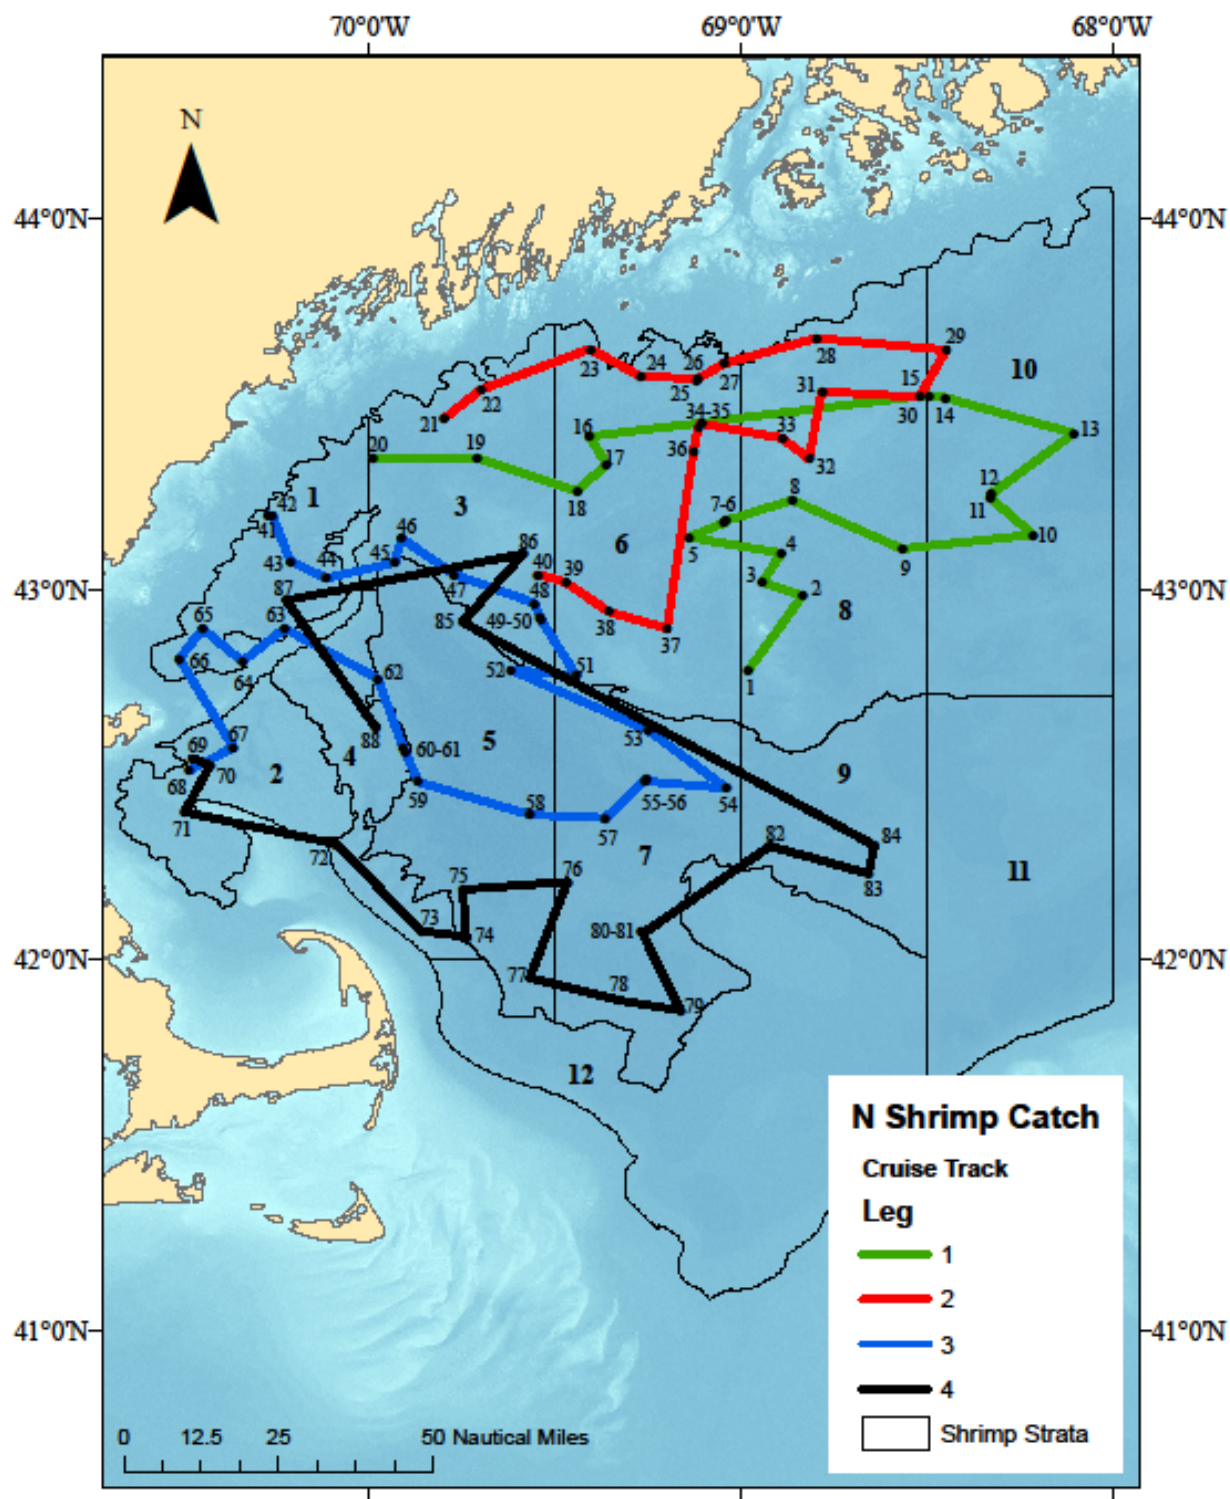 70°0'W 69°0'W 68°0'W
N
44°0'N 44°0'N
29
28
23 24 26 27
25
10
31 15
22
30 14
21
34-35
16 33 13
20 19 36
17 32
12
18 8 11
1 3
42
41 46 7-6
10
6 5 4
86 9
43 44 45 40 39 3
43°0'N 43°0'N
87 47 48 2
8
65 63 85 49-50 38
37
66 64 62 52 51 1
67 88 60-61 5 53
69
68 70 2 4 59 58 55-56 54 9
71 57
72 7 82 84
75 76 11
83
73 74 80-81
42°0'N 42°0'N
77 78 79
12
N Shrimp Catch
Cruise Track
Leg
1
2
41°0'N 41°0'N
3
4
Shrimp Strata
0 12.5 25 50 Nautical Miles